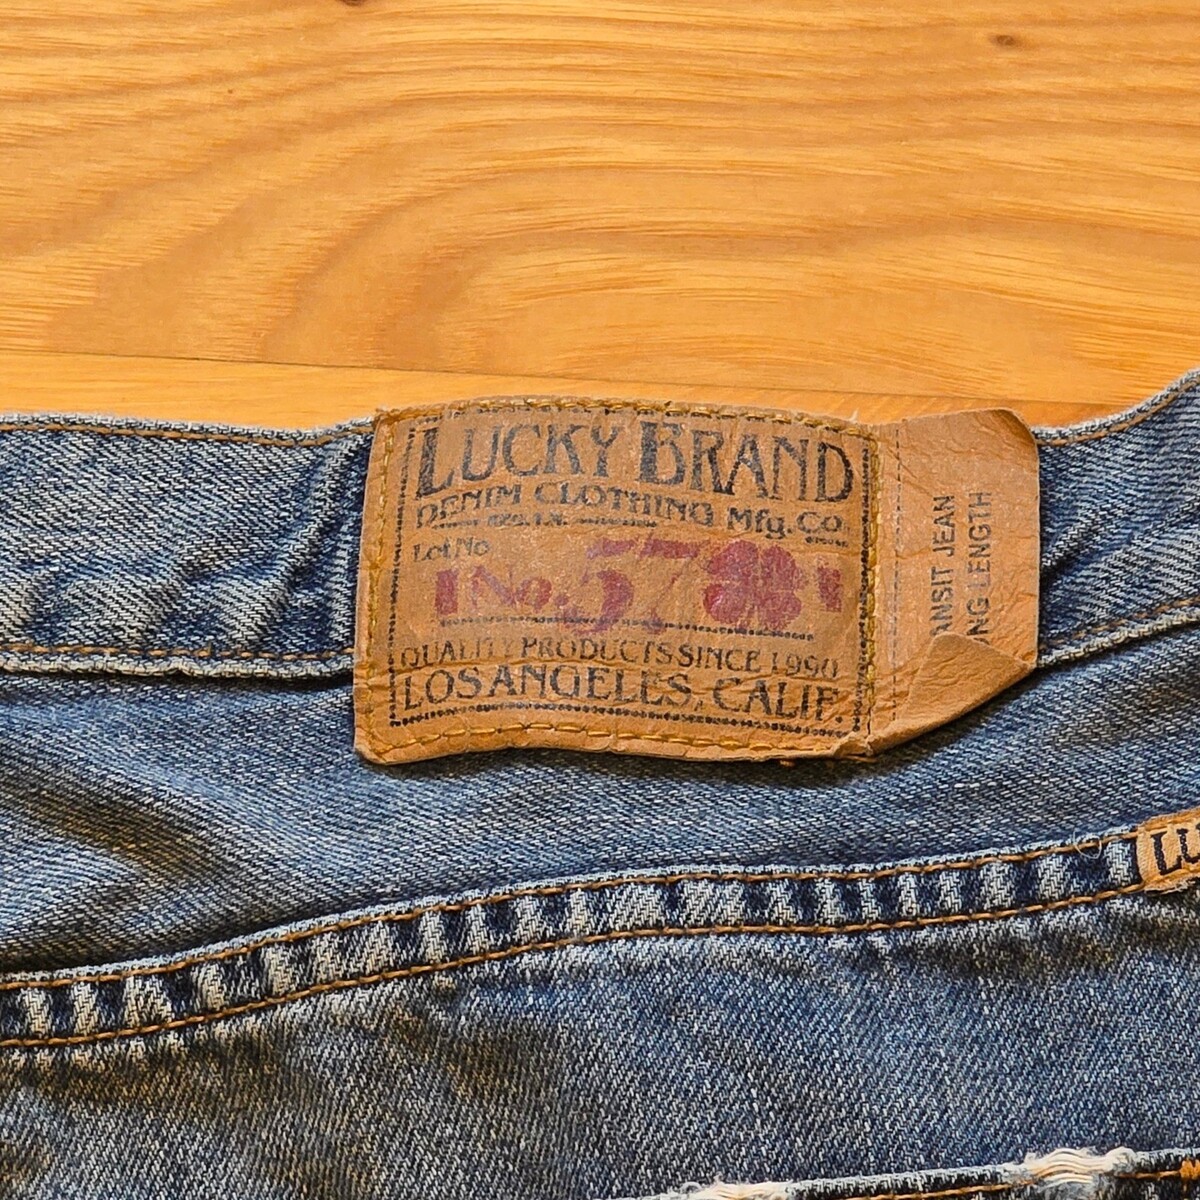 LUCKY BRAND
DENIM CLOTHING Mfg. Co.
Lot No
No. 57
QUALITY PRODUCTS SINCE 1990
LOS ANGELES, CALIF.
ANSIT JEAN
NG LENGTH
LU